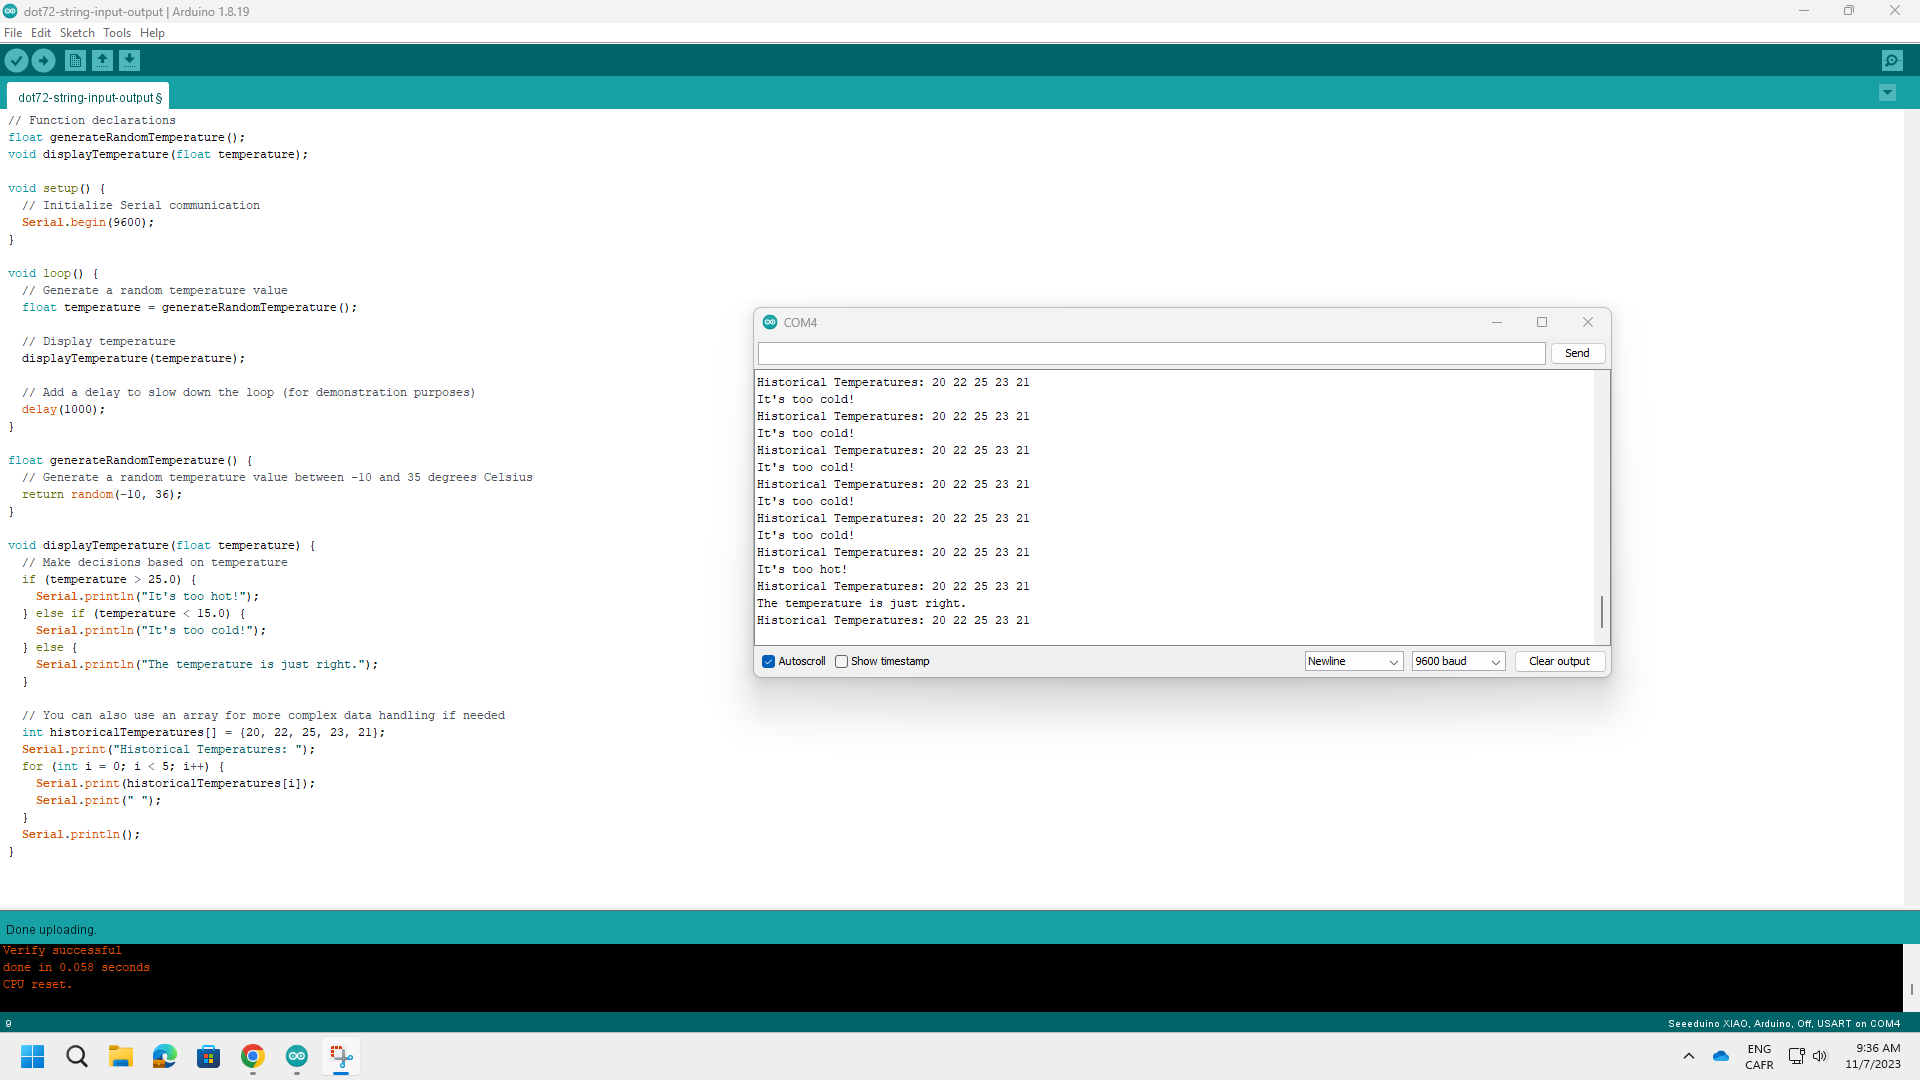 dot72-string-input-output | Arduino 1.8.19
File Edit Sketch Tools Help
dot72-string-input-output §
// Function declarations
float generateRandomTemperature();
void displayTemperature(float temperature);
void setup() {
// Initialize Serial communication
Serial.begin(9600);
}
void loop() {
// Generate a random temperature value
float temperature = generateRandomTemperature();
// Display temperature
displayTemperature(temperature);
// Add a delay to slow down the loop (for demonstration purposes)
delay(1000);
}
float generateRandomTemperature() {
// Generate a random temperature value between -10 and 35 degrees Celsius
return random(-10, 36);
}
void displayTemperature(float temperature) {
// Make decisions based on temperature
if (temperature > 25.0) {
Serial.println("It's too hot!");
} else if (temperature < 15.0) {
Serial.println("It's too cold!");
} else {
Serial.println("The temperature is just right.");
}
// You can also use an array for more complex data handling if needed
int historicalTemperatures[] = {20, 22, 25, 23, 21};
Serial.print("Historical Temperatures: ");
for (int i = 0; i < 5; i++) {
Serial.print(historicalTemperatures[i]);
Serial.print(" ");
}
Serial.println();
}
COM4
Send
Historical Temperatures: 20 22 25 23 21
It's too cold!
Historical Temperatures: 20 22 25 23 21
It's too cold!
Historical Temperatures: 20 22 25 23 21
It's too cold!
Historical Temperatures: 20 22 25 23 21
It's too cold!
Historical Temperatures: 20 22 25 23 21
It's too cold!
Historical Temperatures: 20 22 25 23 21
It's too hot!
Historical Temperatures: 20 22 25 23 21
The temperature is just right.
Historical Temperatures: 20 22 25 23 21
Autoscroll Show timestamp Newline 9600 baud Clear output
Done uploading.
Verify successful
done in 0.058 seconds
CPU reset.
9 Seeeduino XIAO, Arduino, Off, USART on COM4
ENG 9:36 AM
CAFR 11/7/2023